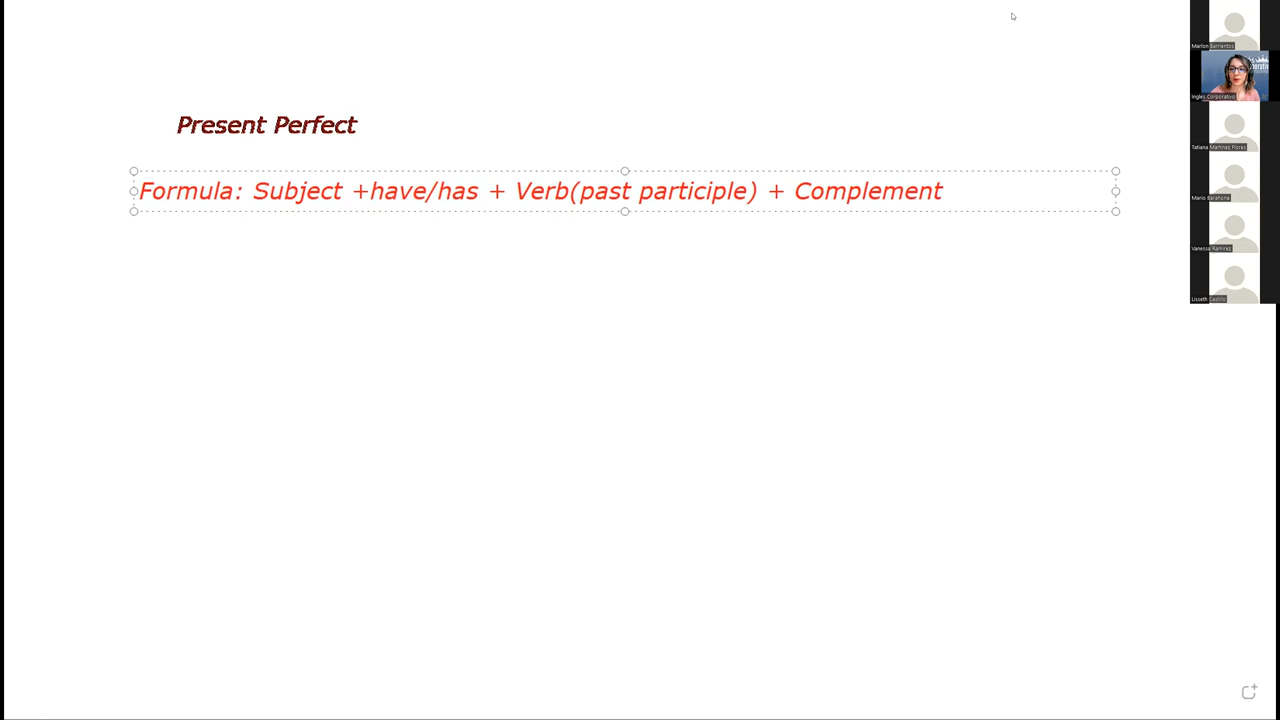 Present Perfect
Formula: Subject +have/has + Verb(past participle) + Complement
Marlon Barrientos
Ingles Corporativo
Tatiana Martinez Flores
Mario Barahona
Vanessa Ramirez
Lisseth Castillo